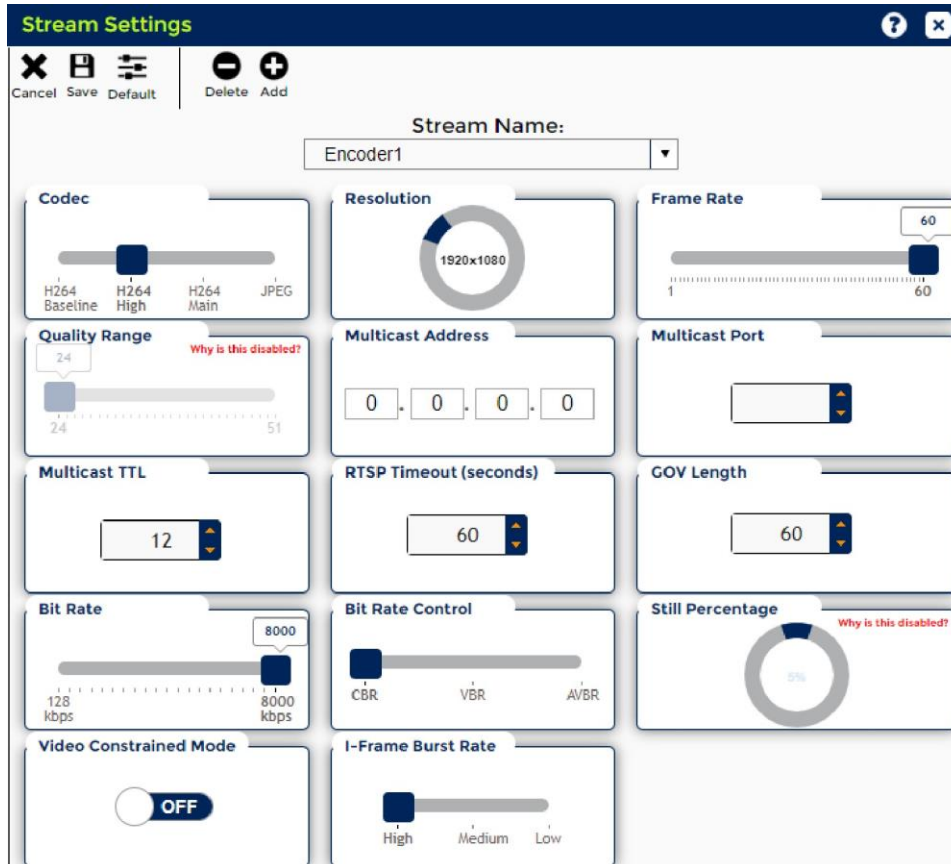 Stream Settings
?
Cancel Save Default Delete Add
Stream Name:
Encoder1
Codec
H264 Baseline
H264 High
H264 Main
JPEG
Resolution
1920x1080
Frame Rate
60
1 60
Quality Range
Why is this disabled?
24
24 51
Multicast Address
0 . 0 . 0 . 0
Multicast Port
Multicast TTL
12
RTSP Timeout (seconds)
60
GOV Length
60
Bit Rate
8000
128 kbps
8000 kbps
Bit Rate Control
CBR VBR AVBR
Still Percentage
Why is this disabled?
5%
Video Constrained Mode
OFF
I-Frame Burst Rate
High Medium Low